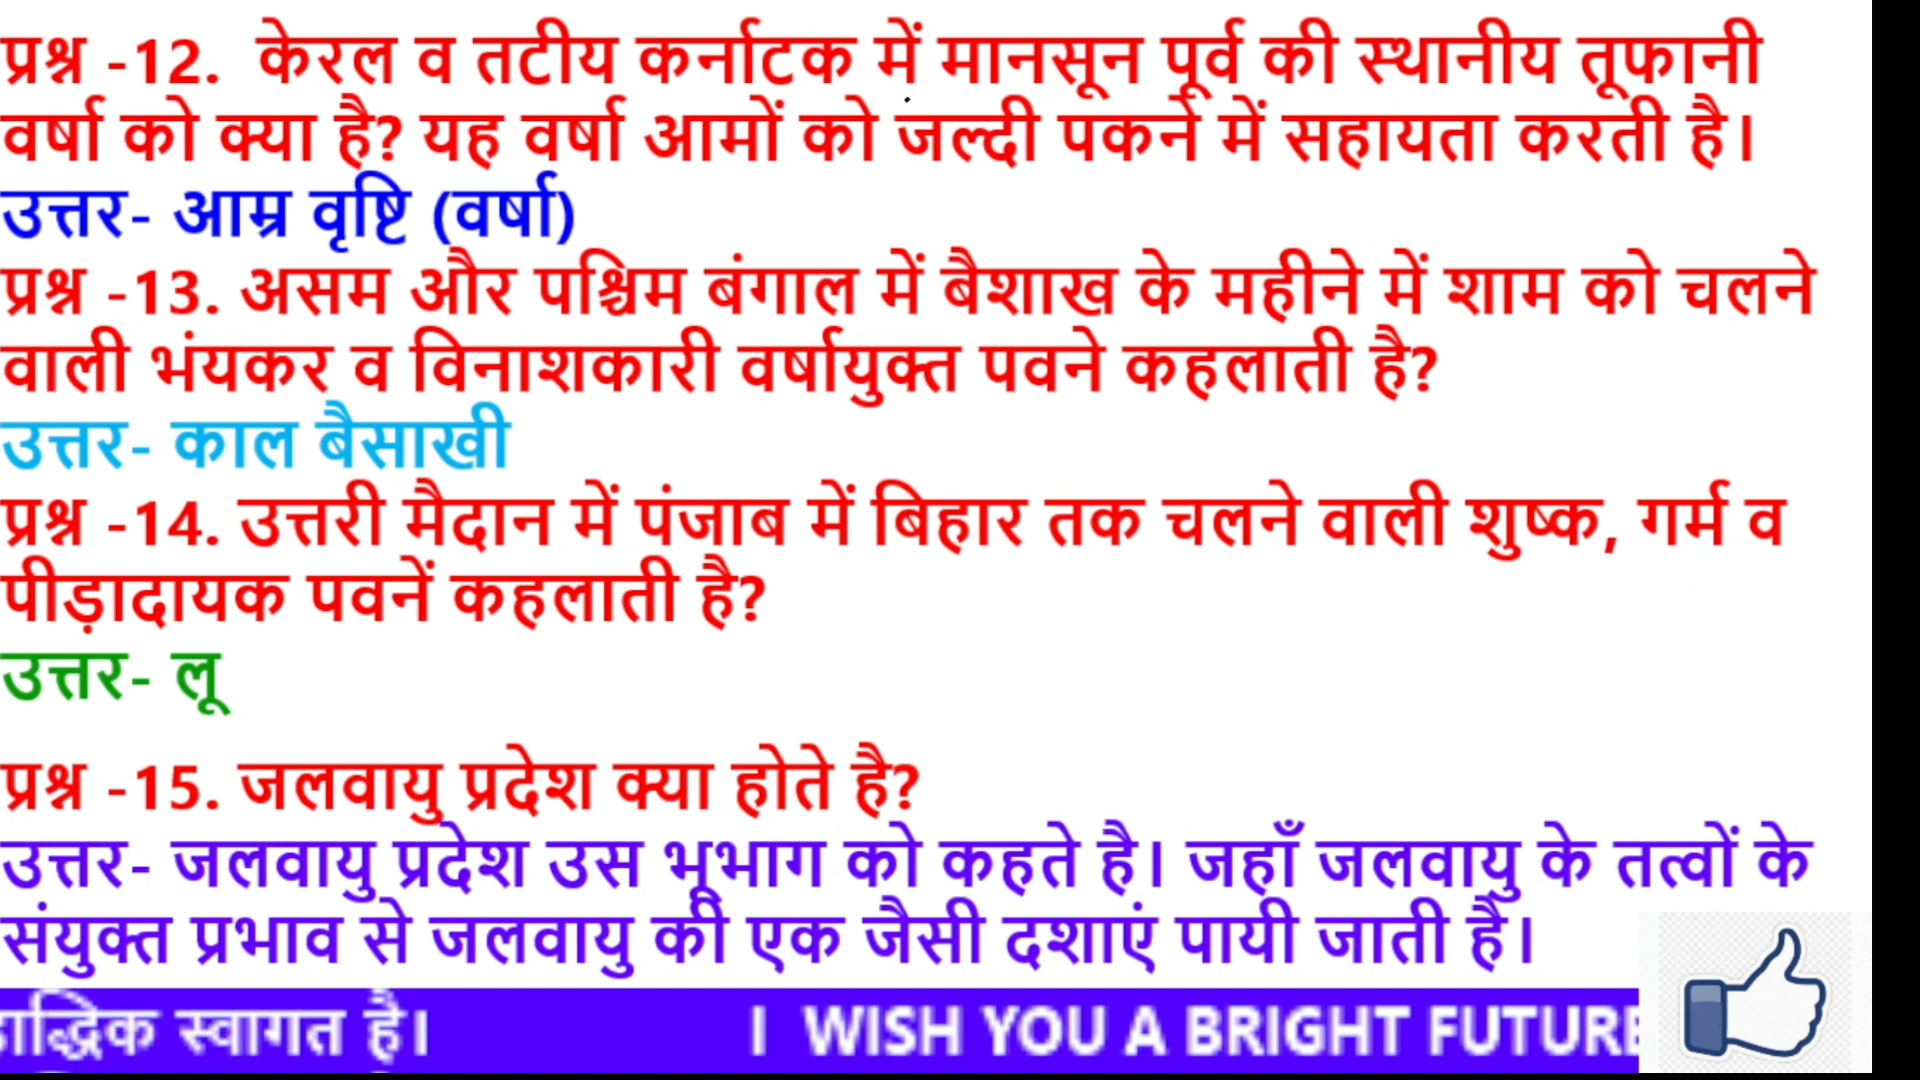 प्रश्न -12. केरल व तटीय कर्नाटक में मानसून पूर्व की स्थानीय तूफानी
वर्षा को क्या है? यह वर्षा आमों को जल्दी पकने में सहायता करती है।
उत्तर- आम्र वृष्टि (वर्षा)
प्रश्न -13. असम और पश्चिम बंगाल में बैशाख के महीने में शाम को चलने
वाली भंयकर व विनाशकारी वर्षायुक्त पवने कहलाती है?
उत्तर- काल बैसाखी
प्रश्न -14. उत्तरी मैदान में पंजाब में बिहार तक चलने वाली शुष्क, गर्म व
पीड़ादायक पवनें कहलाती है?
उत्तर- लू
प्रश्न -15. जलवायु प्रदेश क्या होते है?
उत्तर- जलवायु प्रदेश उस भूभाग को कहते है। जहाँ जलवायु के तत्वों के
संयुक्त प्रभाव से जलवायु की एक जैसी दशाएं पायी जाती है।
स्वागत है। I WISH YOU A BRIGHT FUTURE